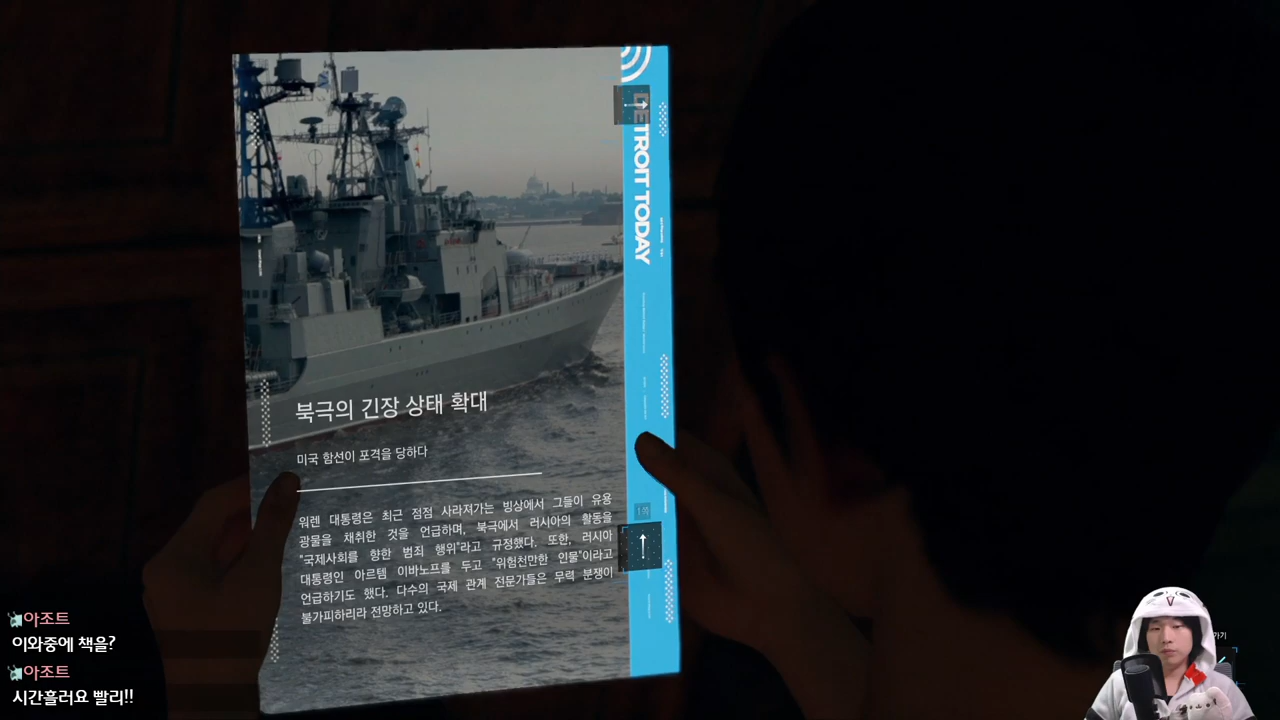 DETROIT TODAY
북극의 긴장 상태 확대
미국 함선이 포격을 당하다
워렌 대통령은 최근 점점 사라져가는 빙상에서 그들이 유용
광물을 채취한 것을 언급하며, 북극에서 러시아의 활동을
"국제사회를 향한 범죄 행위"라고 규정했다. 또한, 러시아
대통령인 아르템 이바노프를 두고 "위험천만한 인물"이라고
언급하기도 했다. 다수의 국제 관계 전문가들은 무력 분쟁이
불가피하리라 전망하고 있다.
아조트
이와중에 책을?
아조트
시간흘러요 빨리!!